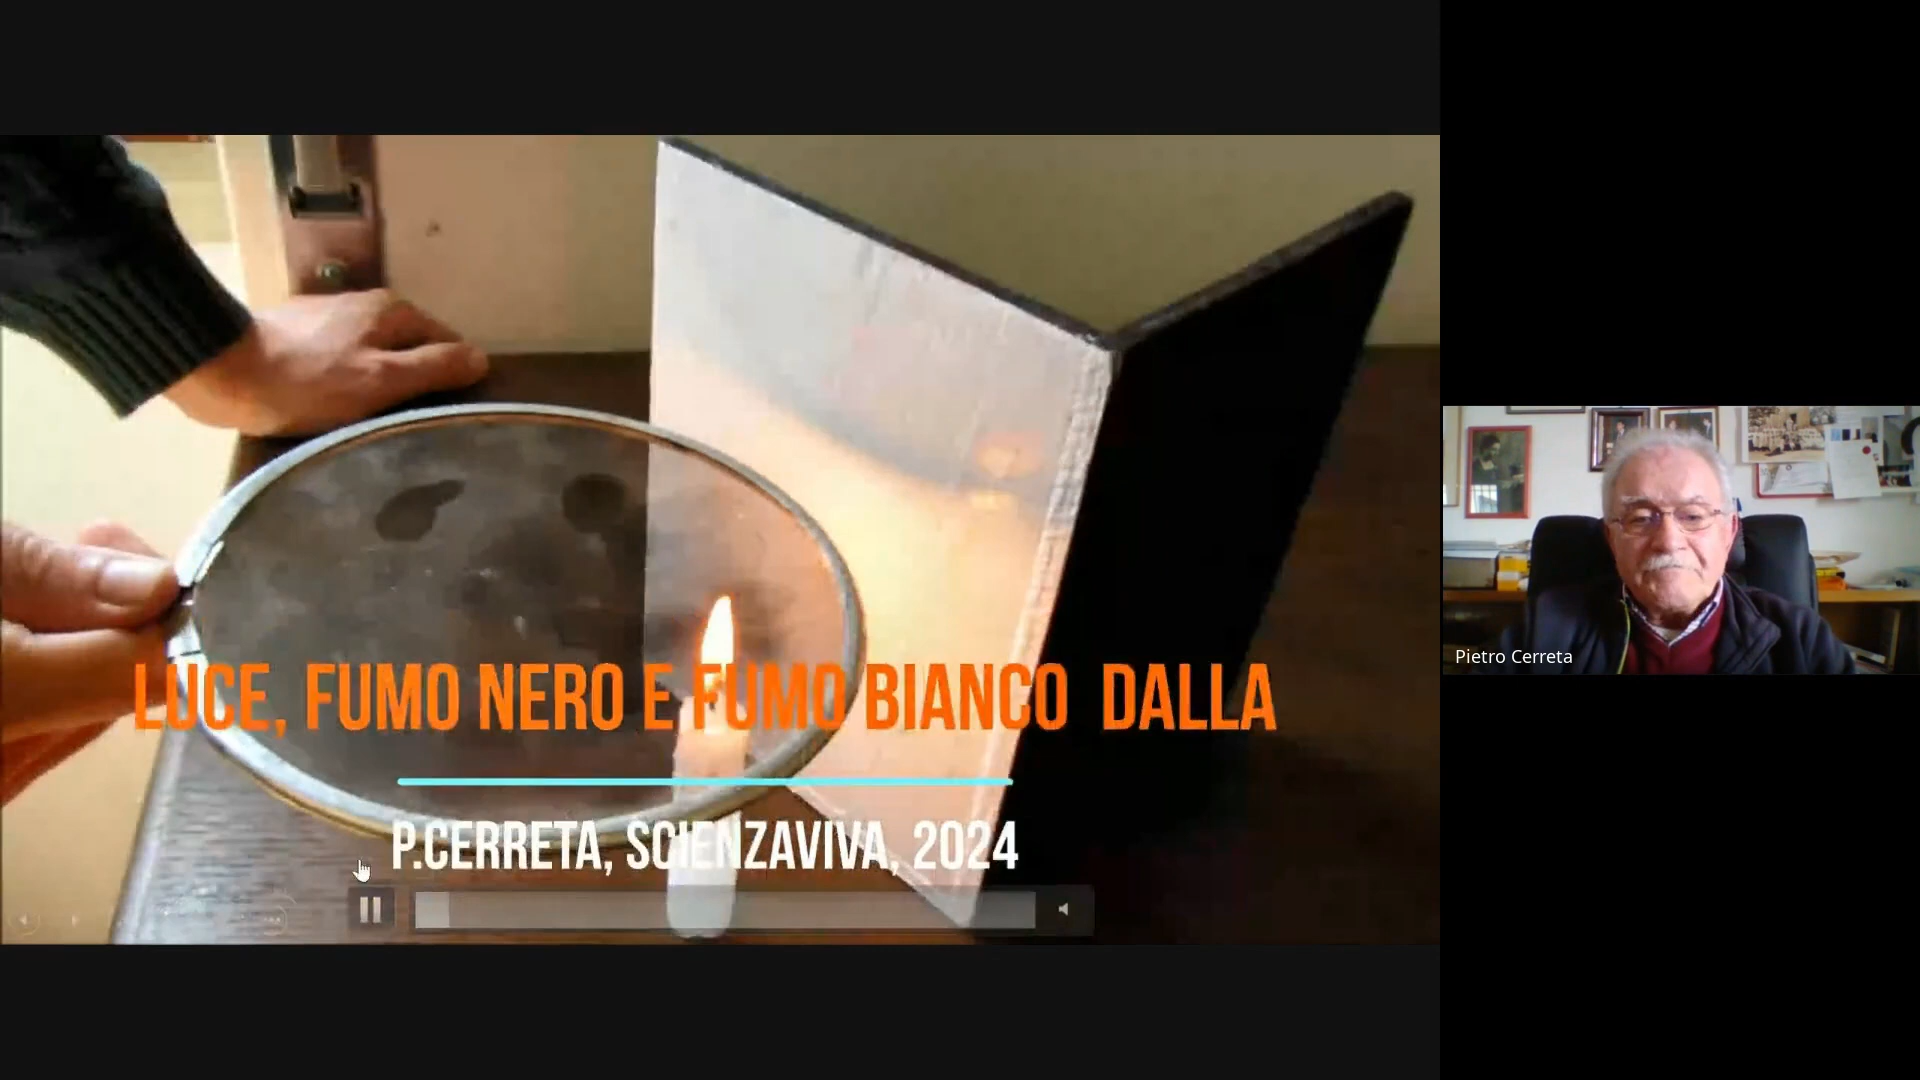 LUCE, FUMO NERO E FUMO BIANCO DALLA
P.CERRETA, SCIENZAVIVA, 2024
Pietro Cerreta